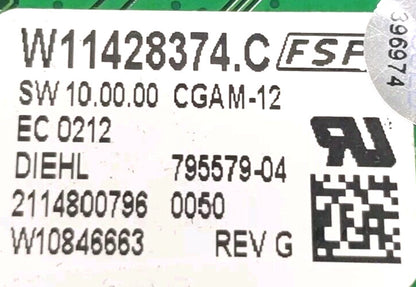 W11428374.C FSP
SW 10.00.00 CGAM-12
EC 0212
DIEHL 795579-04
2114800796 0050
W10846663 REV G
396974